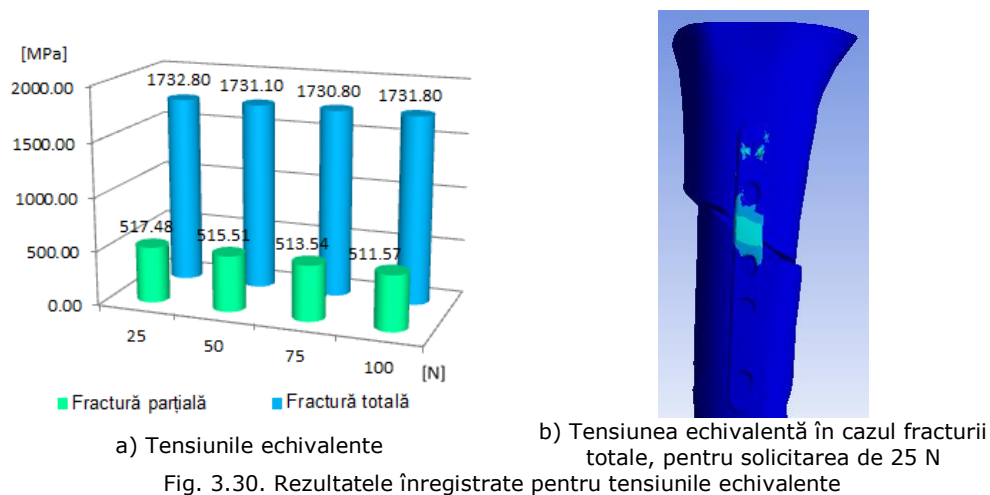 [MPa]
2000.00
1500.00
1000.00
500.00
0.00
1732.80 1731.10 1730.80 1731.80
517.48 515.51 513.54 511.57
25 50 75 100 [N]
Fractură parțială Fractură totală
a) Tensiunile echivalente
b) Tensiunea echivalentă în cazul fracturii
totale, pentru solicitarea de 25 N
Fig. 3.30. Rezultatele înregistrate pentru tensiunile echivalente